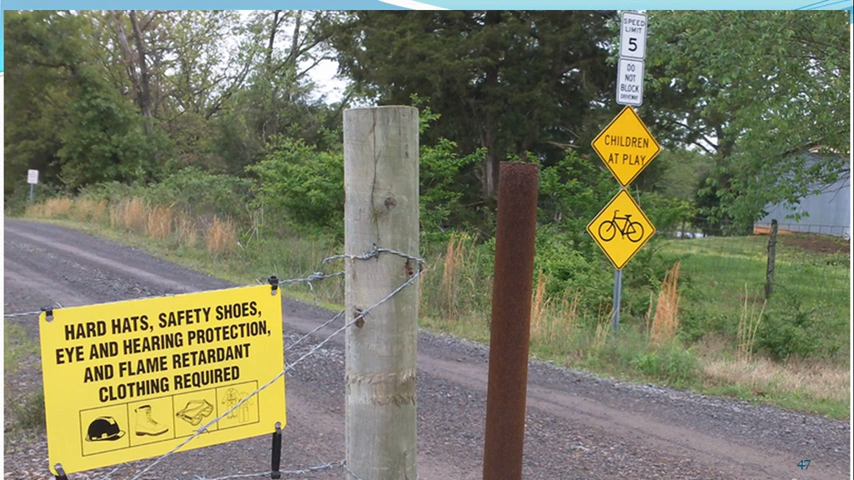 HARD HATS, SAFETY SHOES,
EYE AND HEARING PROTECTION,
AND FLAME RETARDANT
CLOTHING REQUIRED
SPEED
LIMIT
5
DO
NOT
BLOCK
DRIVEWAY
CHILDREN
AT PLAY
47